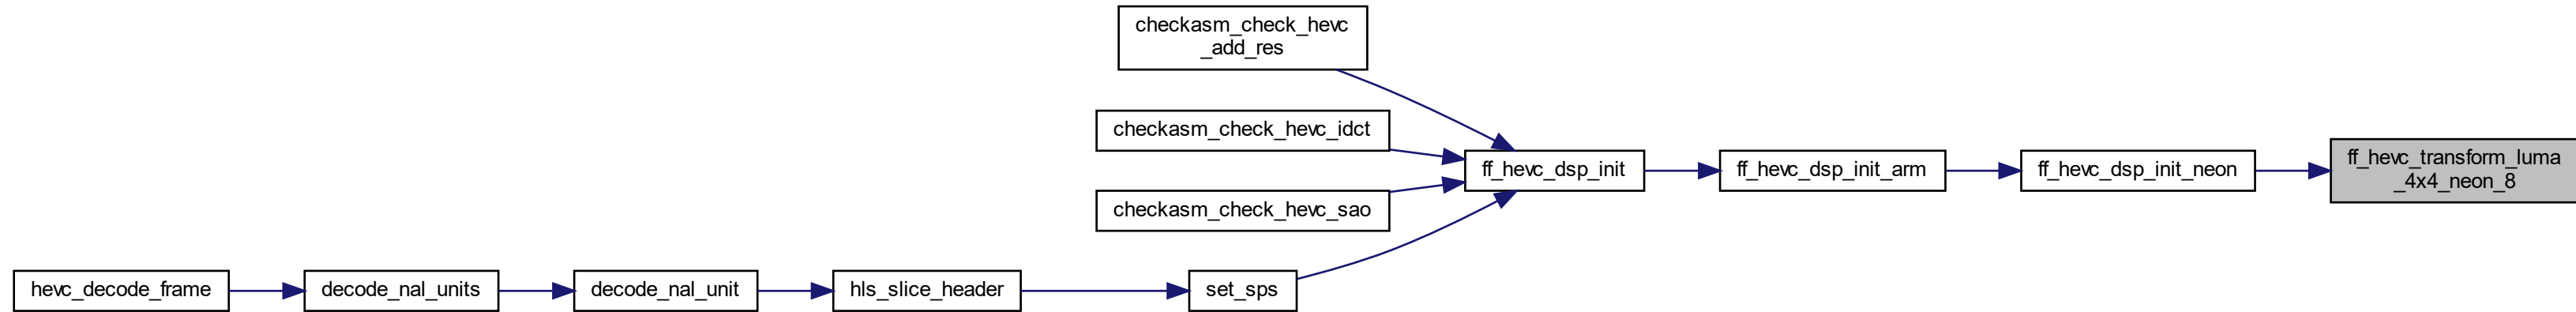 checkasm_check_hevc
_add_res
checkasm_check_hevc_idct
checkasm_check_hevc_sao
hevc_decode_frame
decode_nal_units
decode_nal_unit
hls_slice_header
set_sps
ff_hevc_dsp_init
ff_hevc_dsp_init_arm
ff_hevc_dsp_init_neon
ff_hevc_transform_luma
_4x4_neon_8